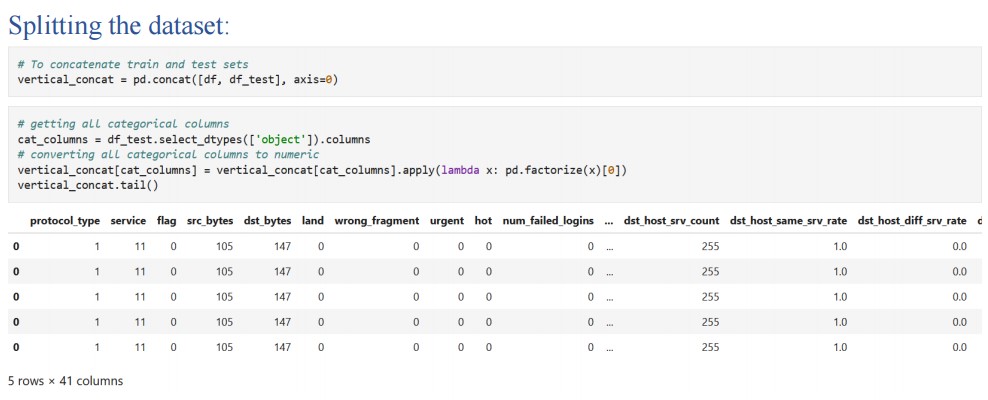 Splitting the dataset:
# To concatenate train and test sets
vertical_concat = pd.concat([df, df_test], axis=0)
# getting all categorical columns
cat_columns = df_test.select_dtypes(['object']).columns
# converting all categorical columns to numeric
vertical_concat[cat_columns] = vertical_concat[cat_columns].apply(lambda x: pd.factorize(x)[0])
vertical_concat.tail()
protocol_type service flag src_bytes dst_bytes land wrong_fragment urgent hot num_failed_logins ... dst_host_srv_count dst_host_same_srv_rate dst_host_diff_srv_rate
0 1 11 0 105 147 0 0 0 0 0 ... 255 1.0 0.0
0 1 11 0 105 147 0 0 0 0 0 ... 255 1.0 0.0
0 1 11 0 105 147 0 0 0 0 0 ... 255 1.0 0.0
0 1 11 0 105 147 0 0 0 0 0 ... 255 1.0 0.0
0 1 11 0 105 147 0 0 0 0 0 ... 255 1.0 0.0
5 rows × 41 columns